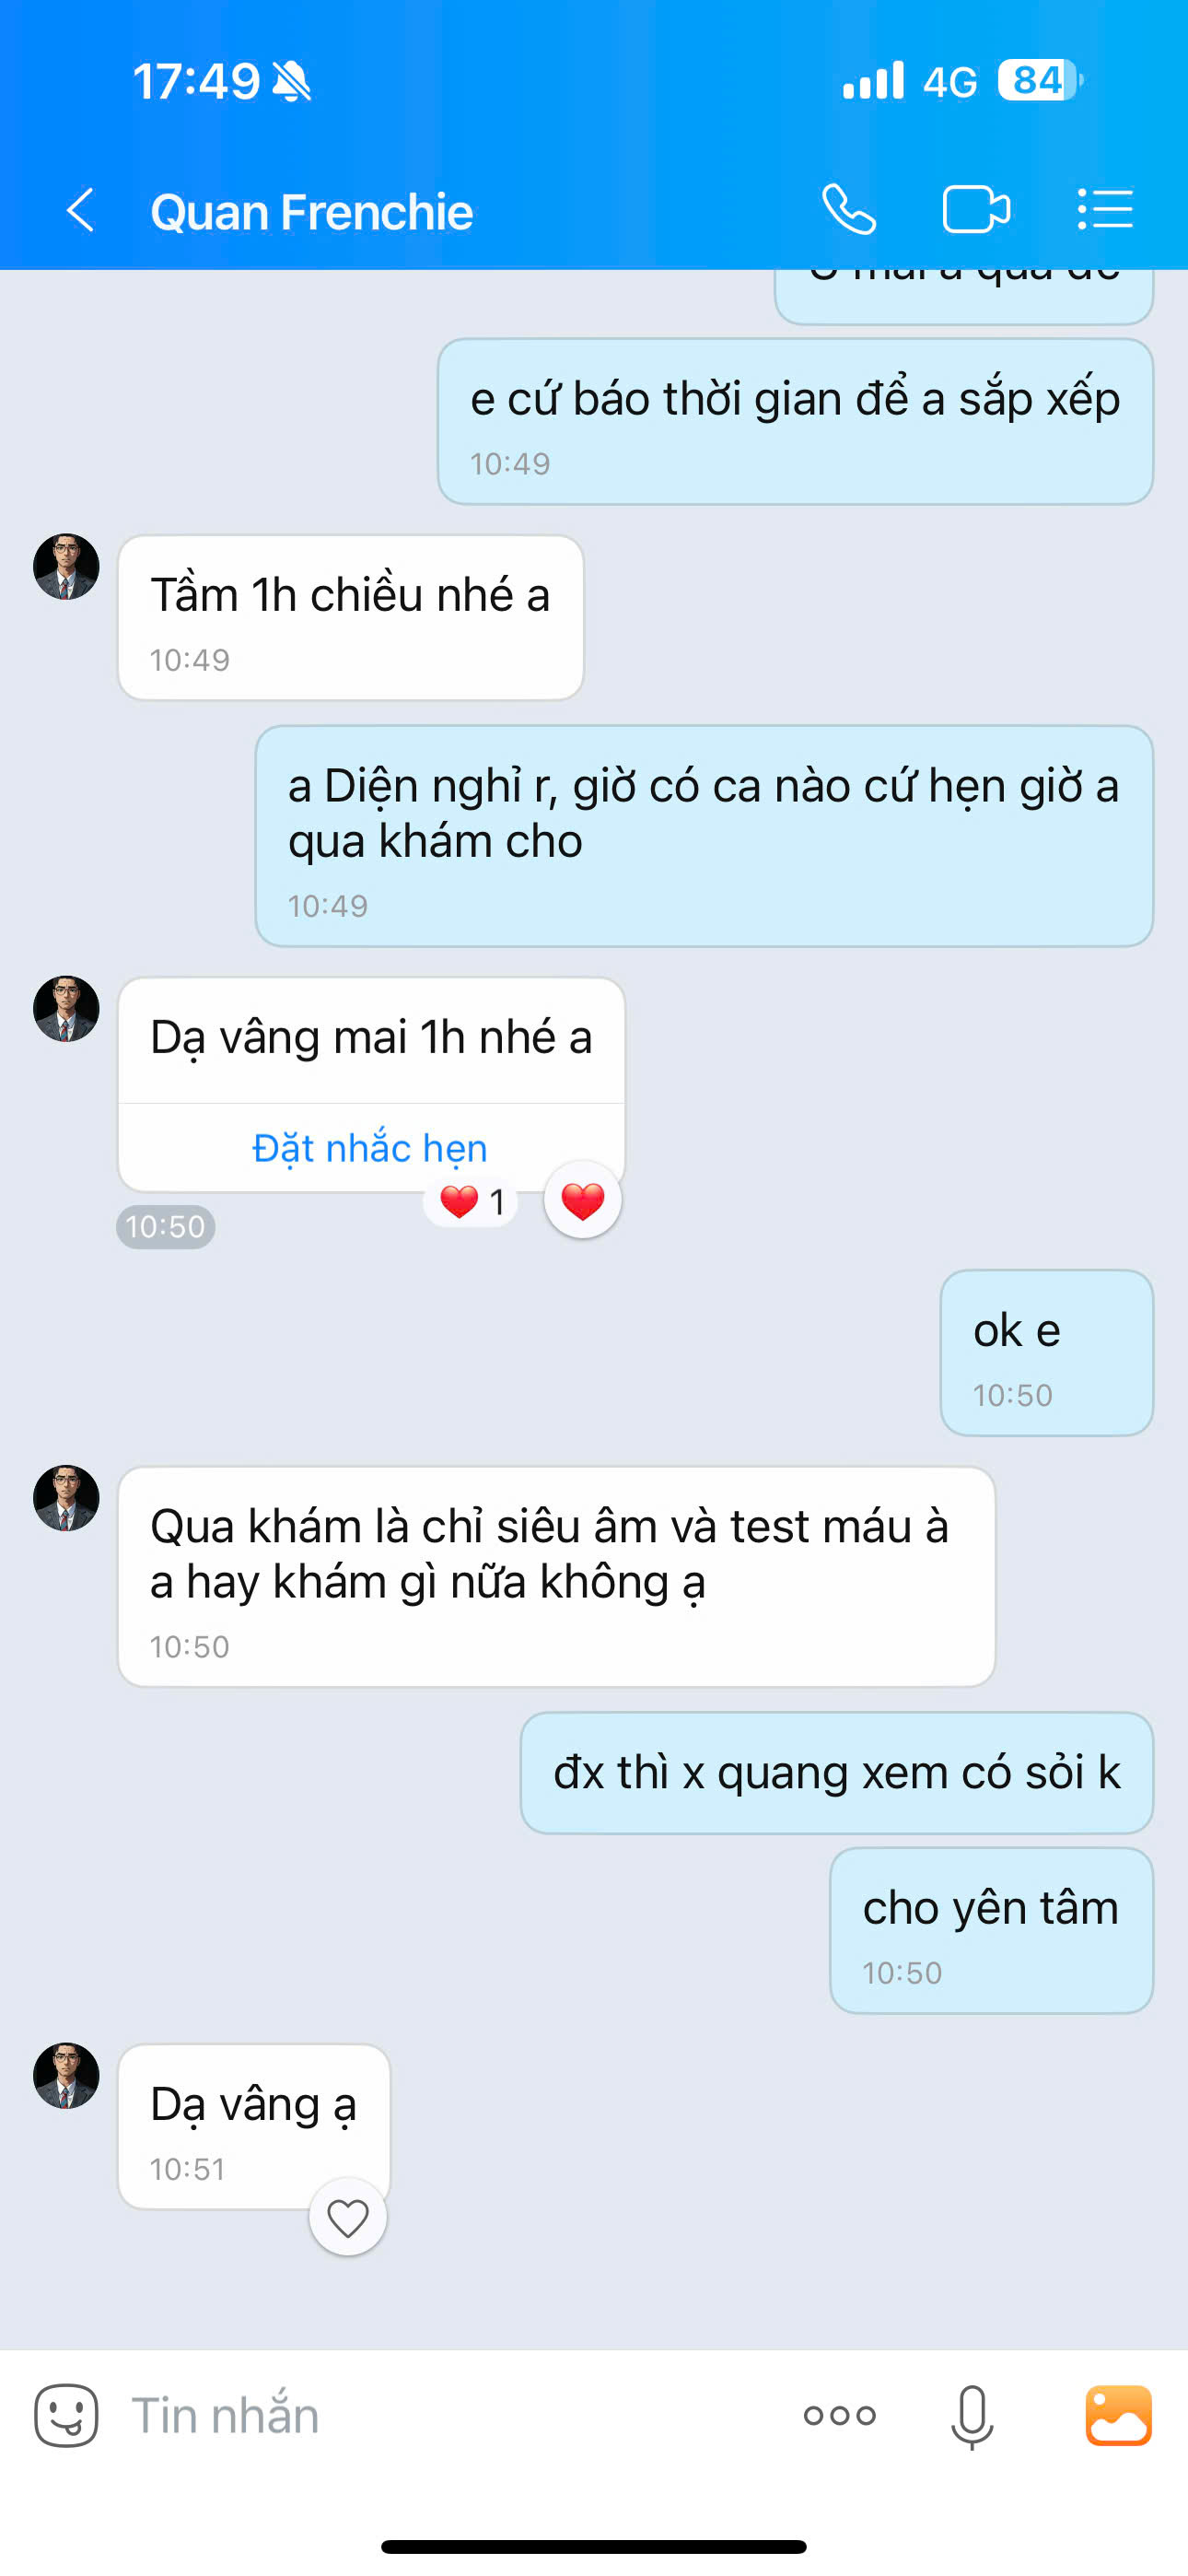 17:49
4G
84
Quan Frenchie
e cứ báo thời gian để a sắp xếp
10:49
Tầm 1h chiều nhé a
10:49
a Diện nghỉ r, giờ có ca nào cứ hẹn giờ a
qua khám cho
10:49
Dạ vâng mai 1h nhé a
Đặt nhắc hẹn
1
10:50
ok e
10:50
Qua khám là chỉ siêu âm và test máu à
a hay khám gì nữa không ạ
10:50
đx thì x quang xem có sỏi k
cho yên tâm
10:50
Dạ vâng ạ
10:51
Tin nhắn